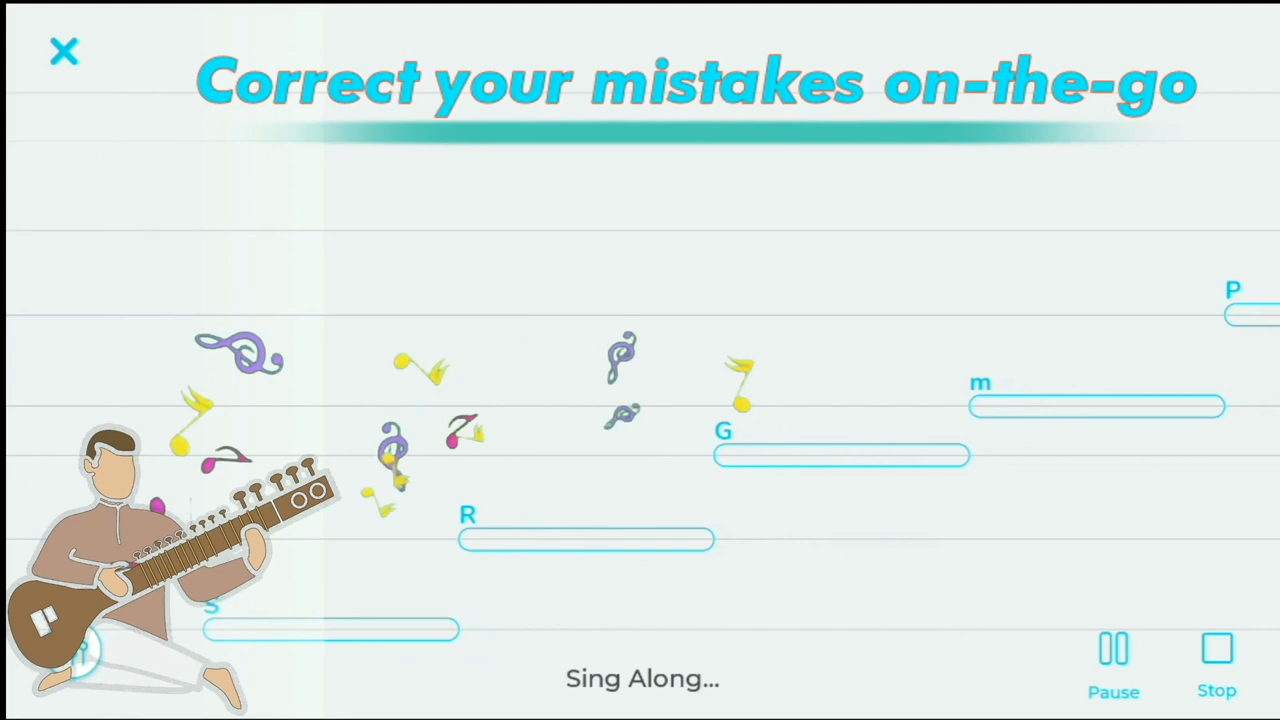 Correct your mistakes on-the-go
P
m
G
R
S
Sing Along...
Pause
Stop